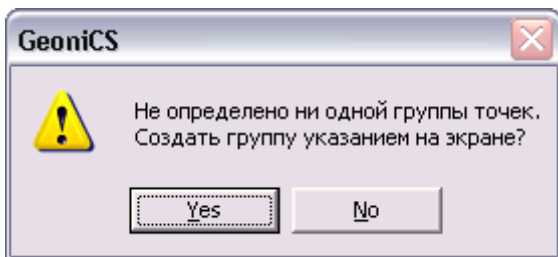 GeoniCS
Не определено ни одной группы точек.
Создать группу указанием на экране?
Yes
No